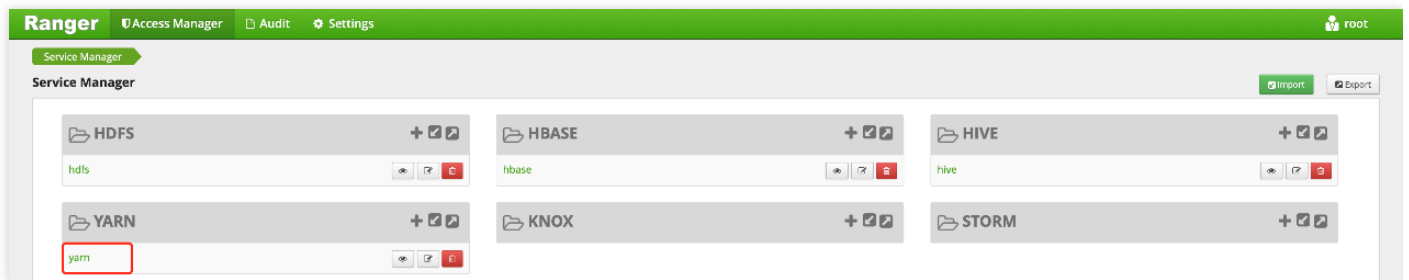 Ranger Access Manager Audit Settings root
Service Manager
Service Manager Import Export
HDFS HBASE HIVE
hdfs hbase hive
YARN KNOX STORM
yarn